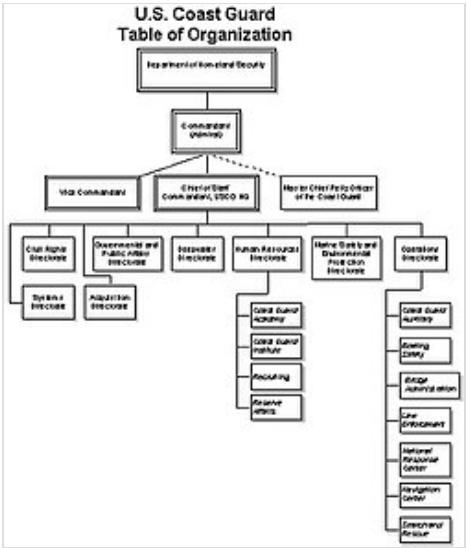 U.S. Coast Guard
Table of Organization
Department of Homeland Security
Commandant
(Admiral)
Vice Commandant
Chief of Staff
Commandant, USCG HQ
Master Chief Petty Officer
of the Coast Guard
Civil Rights
Directorate
Governmental and
Public Affairs
Directorate
Directorate
Human Resources
Directorate
Marine Safety and
Environmental
Protection
Directorate
Operations
Directorate
Systems
Directorate
Acquisition
Directorate
Coast Guard
Academy
Coast Guard
Institute
Recruiting
Reserve
Affairs
Coast Guard
Auxiliary
Boating
Safety
Bridge
Administration
Law
Enforcement
National
Response
Center
Navigation
Center
Search and
Rescue